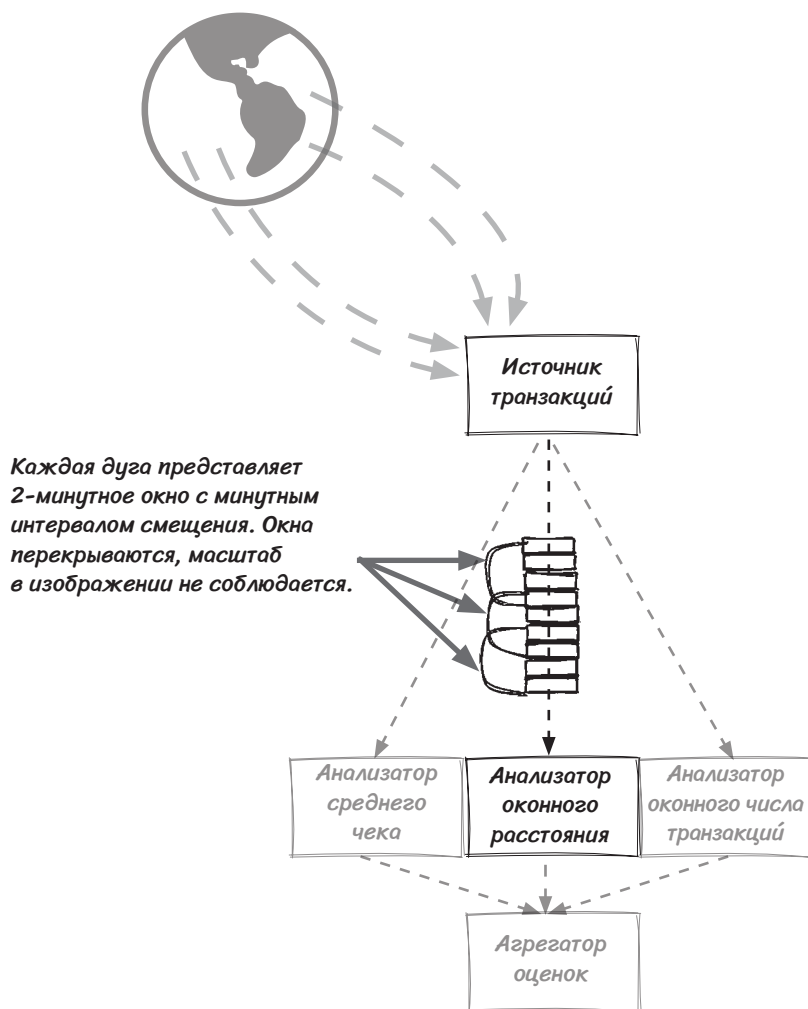 Источник
транзакций
Каждая дуга представляет
2-минутное окно с минутным
интервалом смещения. Окна
перекрываются, масштаб
в изображении не соблюдается.
Анализатор
среднего
чека
Анализатор
оконного
расстояния
Анализатор
оконного числа
транзакций
Агрегатор
оценок